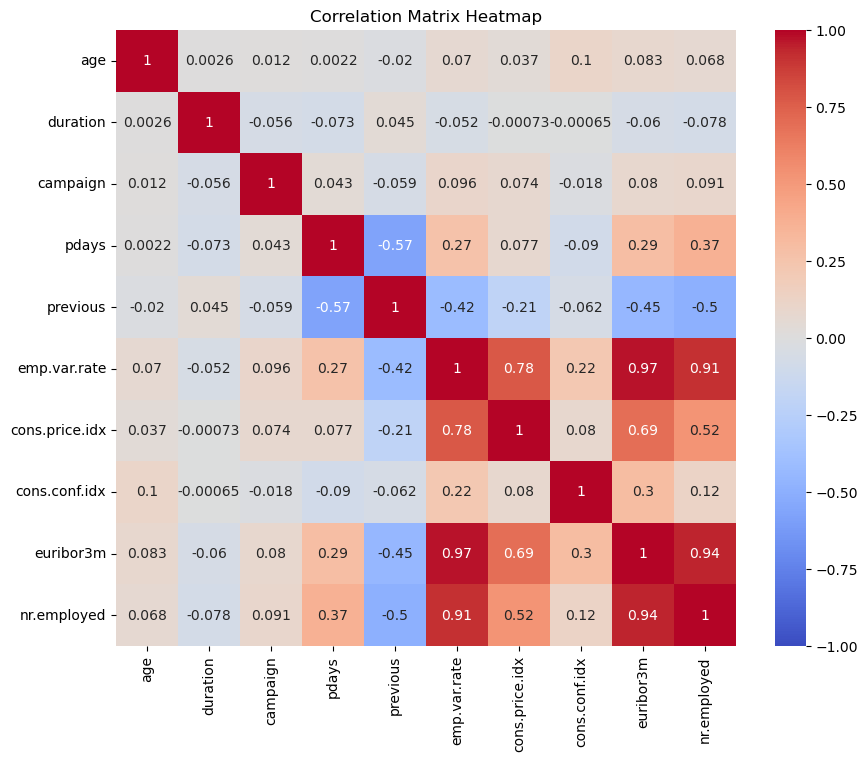 Correlation Matrix Heatmap
age 1 0.0026 0.012 0.0022 -0.02 0.07 0.037 0.1 0.083 0.068
duration 0.0026 1 -0.056 -0.073 0.045 -0.052 -0.00073 -0.00065 -0.06 -0.078
campaign 0.012 -0.056 1 0.043 -0.059 0.096 0.074 -0.018 0.08 0.091
pdays 0.0022 -0.073 0.043 1 -0.57 0.27 0.077 -0.09 0.29 0.37
previous -0.02 0.045 -0.059 -0.57 1 -0.42 -0.21 -0.062 -0.45 -0.5
emp.var.rate 0.07 -0.052 0.096 0.27 -0.42 1 0.78 0.22 0.97 0.91
cons.price.idx 0.037 -0.00073 0.074 0.077 -0.21 0.78 1 0.08 0.69 0.52
cons.conf.idx 0.1 -0.00065 -0.018 -0.09 -0.062 0.22 0.08 1 0.3 0.12
euribor3m 0.083 -0.06 0.08 0.29 -0.45 0.97 0.69 0.3 1 0.94
nr.employed 0.068 -0.078 0.091 0.37 -0.5 0.91 0.52 0.12 0.94 1
age duration campaign pdays previous emp.var.rate cons.price.idx cons.conf.idx euribor3m nr.employed
1.00
0.75
0.50
0.25
0.00
−0.25
−0.50
−0.75
−1.00